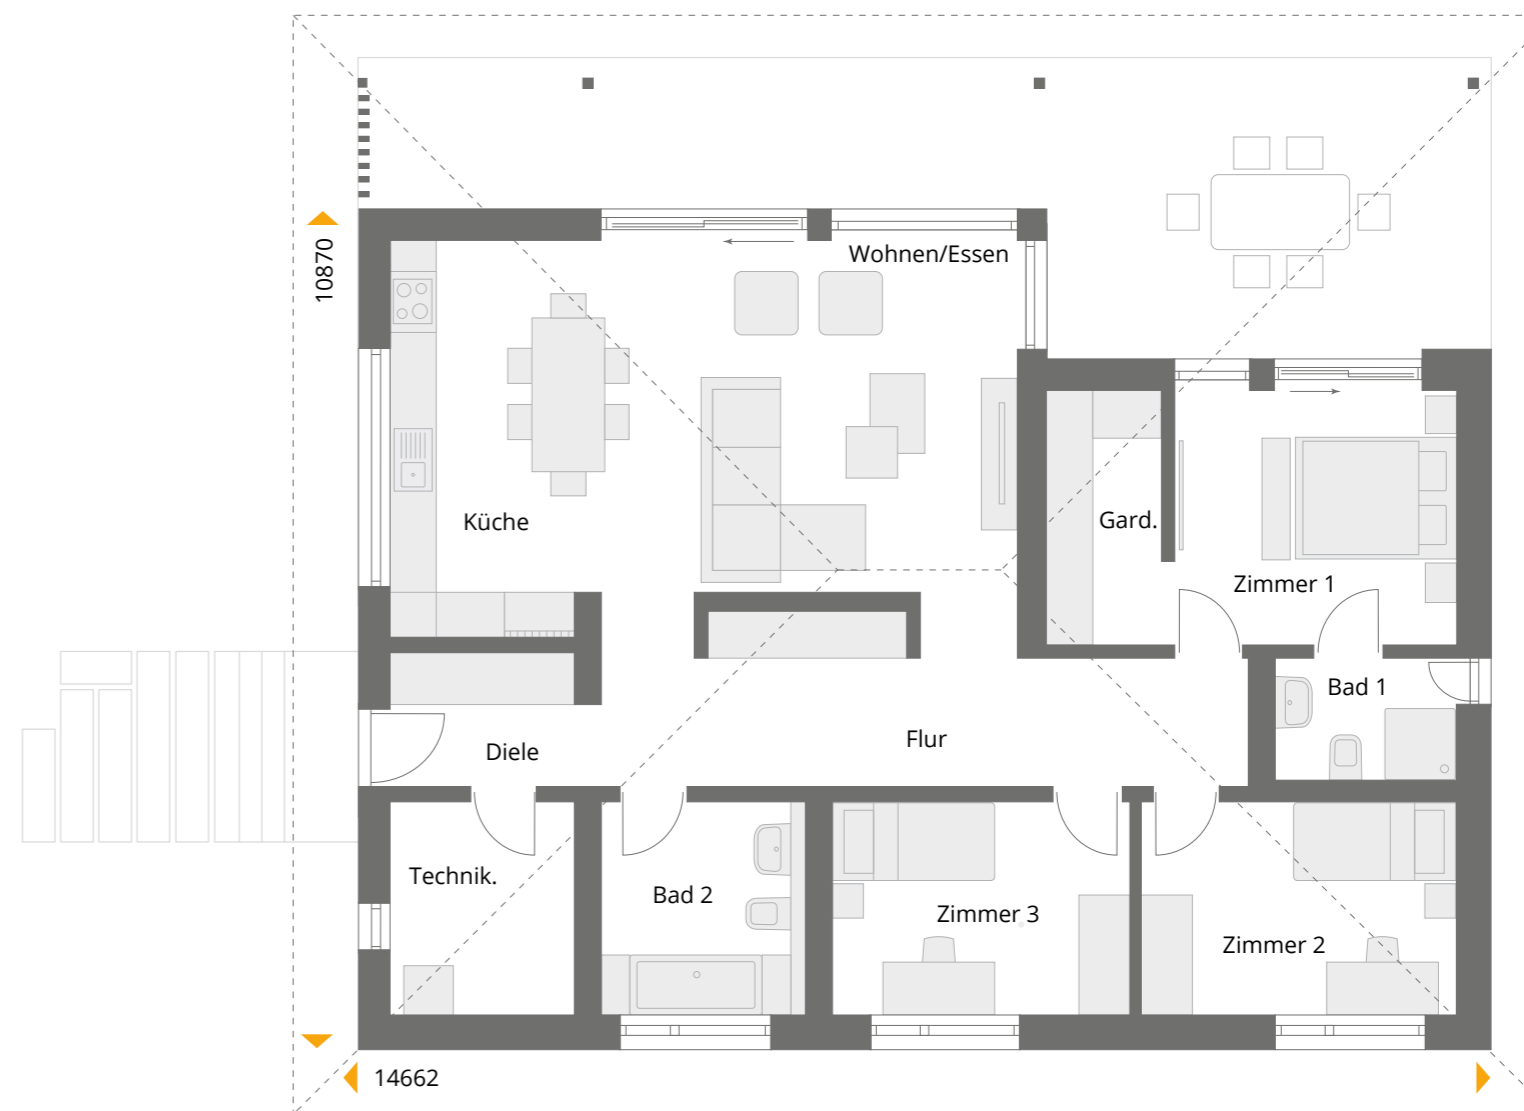 10870
Wohnen/Essen
Küche
Gard.
Zimmer 1
Bad 1
Flur
Diele
Technik.
Bad 2
Zimmer 3
Zimmer 2
14662